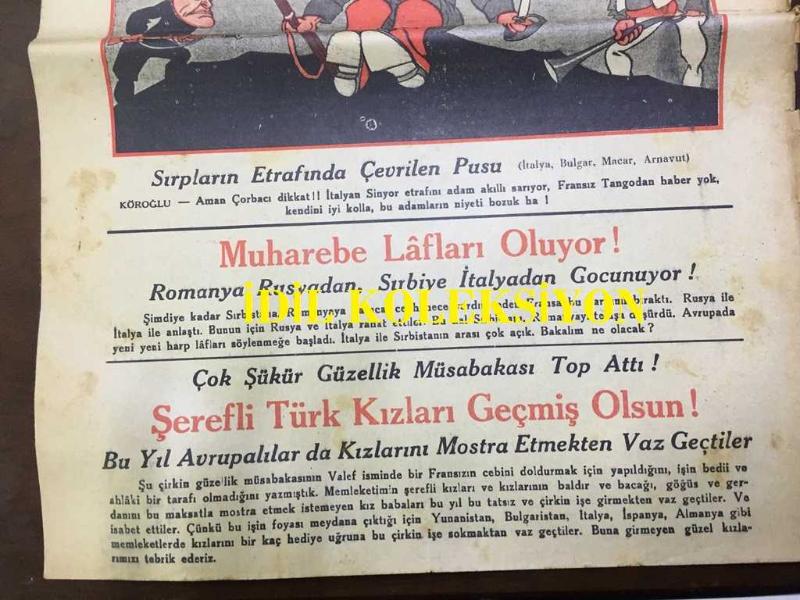 Sırpların Etrafında Çevrilen Pusu (İtalya, Bulgar, Macar, Arnavut)
KÖROĞLU — Aman Çorbacı dikkat!! İtalyan Sinyor etrafını adam akıllı sarıyor, Fransız Tangodan haber yok,
kendini iyi kolla, bu adamların niyeti bozuk ha !
Muharebe Lâfları Oluyor !
Romanya Rusyadan, Sırbiye İtalyadan Gocunuyor !
İDİL KOLEKSİYON
Şimdiye kadar Sırbistana, Romanyaya bıraktı. Rusya ile
İtalya ile anlaştı. Bunun için Rusya ve İtalya rahat ettiler. Bu düşürdü. Avrupada
yeni yeni harp lâfları söylenmeğe başladı. İtalya ile Sırbistanın arası çok açık. Bakalım ne olacak?
Çok Şükür Güzellik Müsabakası Top Attı !
Şerefli Türk Kızları Geçmiş Olsun !
Bu Yıl Avrupalılar da Kızlarını Mostra Etmekten Vaz Geçtiler
Şu çirkin güzellik müsabakasının Valef isminde bir Fransızın cebini doldurmak için yapıldığını, işin bedii ve
ahlâki bir tarafı olmadığını yazmıştık. Memleketimin şerefli kızları ve kızlarının baldır ve bacağı, göğüs ve ger-
danını bu maksatla mostra etmek istemeyen kız babaları bu yıl bu tatsız ve çirkin işe girmekten vaz geçtiler. Ve
isabet ettiler. Çünkü bu işin foyası meydana çıktığı için Yunanistan, Bulgaristan, İtalya, İspanya, Almanya gibi
memleketlerde kızlarını bir kaç hediye uğruna bu çirkin işe sokmaktan vaz geçtiler. Buna girmeyen güzel kızla-
rımızı tebrik ederiz.